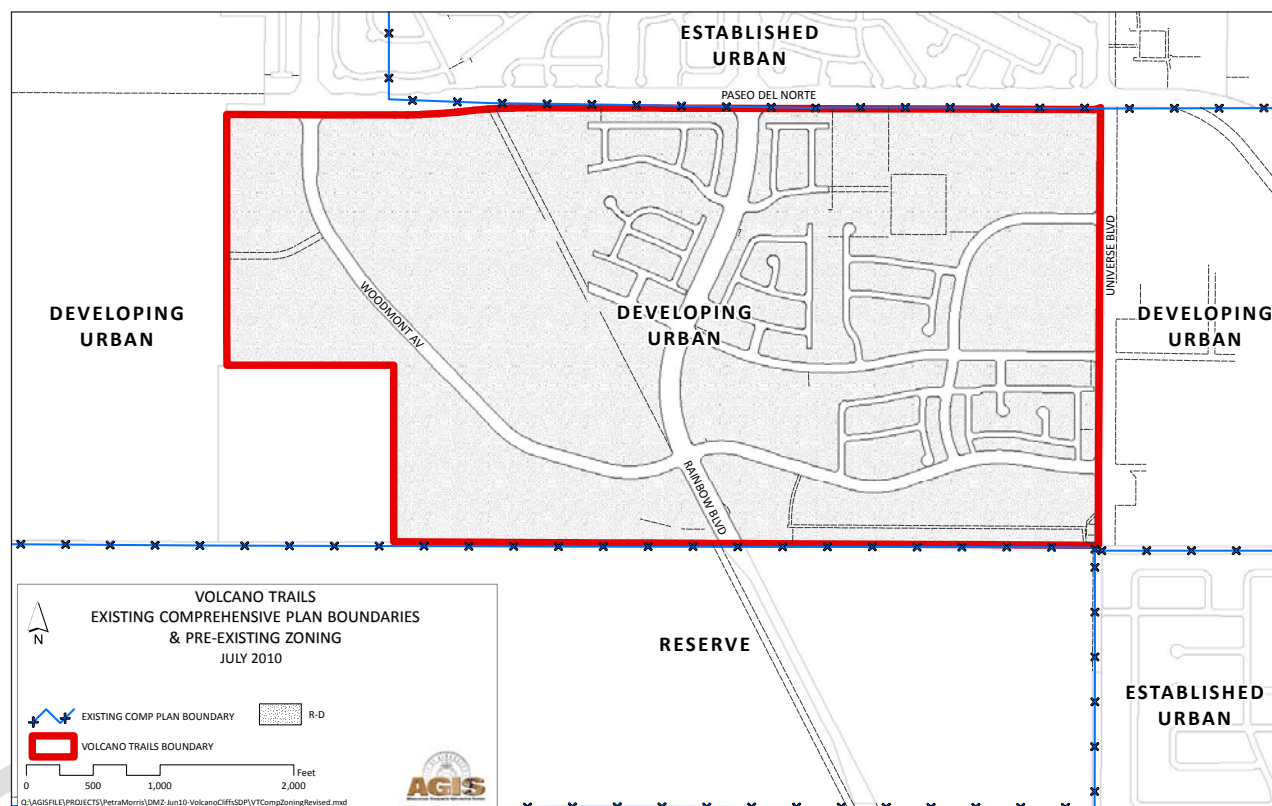 ESTABLISHED
URBAN
PASEO DEL NORTE
UNIVERSE BLVD
WOODMONT AV
DEVELOPING
URBAN
DEVELOPING
URBAN
DEVELOPING
URBAN
RAINBOW BLVD
RESERVE
ESTABLISHED
URBAN
VOLCANO TRAILS
EXISTING COMPREHENSIVE PLAN BOUNDARIES
& PRE-EXISTING ZONING
JULY 2010
N
EXISTING COMP PLAN BOUNDARY
R-D
VOLCANO TRAILS BOUNDARY
Feet
0 500 1,000 2,000
AGIS
Q:\AGISFILE\PROJECTS\PetraMorris\DMZ-Jun10-VolcanoCliffsSDP\VTCompZoningRevised.mxd